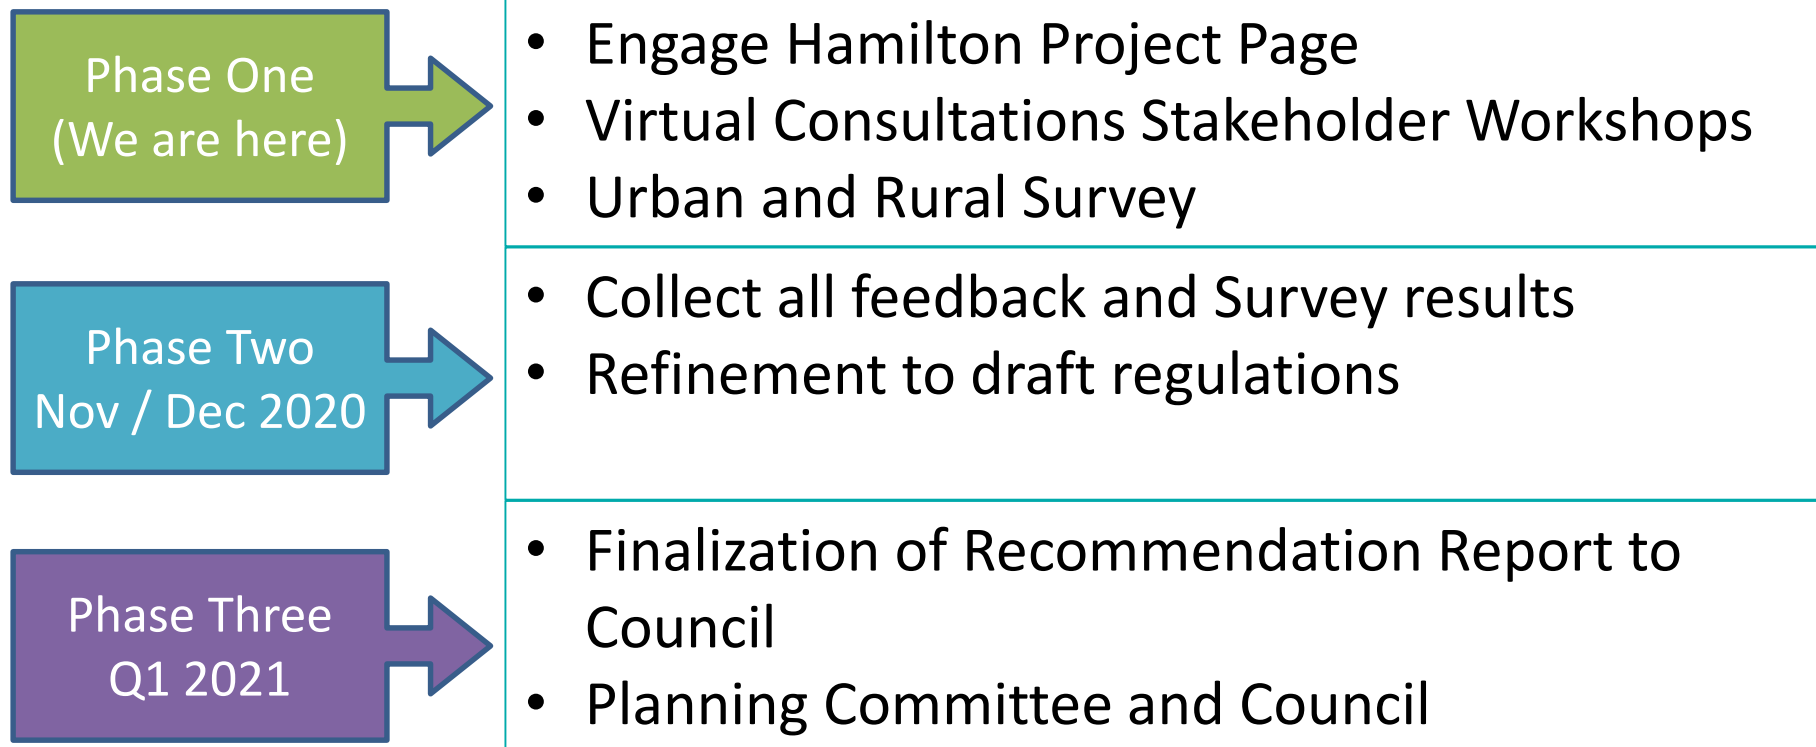 Phase One
(We are here)
• Engage Hamilton Project Page
• Virtual Consultations Stakeholder Workshops
• Urban and Rural Survey
Phase Two
Nov / Dec 2020
• Collect all feedback and Survey results
• Refinement to draft regulations
Phase Three
Q1 2021
• Finalization of Recommendation Report to
Council
• Planning Committee and Council